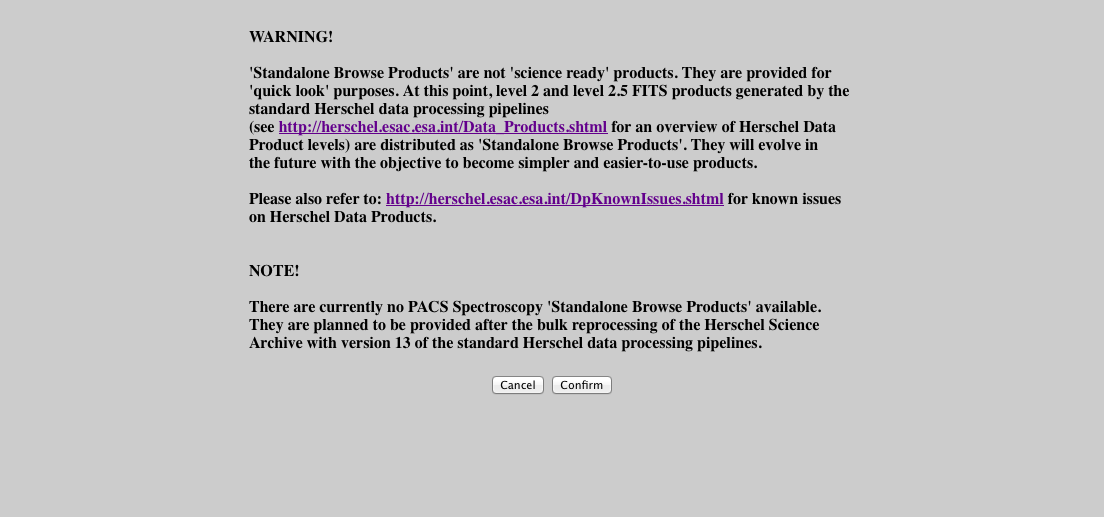 WARNING!
'Standalone Browse Products' are not 'science ready' products. They are provided for
'quick look' purposes. At this point, level 2 and level 2.5 FITS products generated by the
standard Herschel data processing pipelines
(see http://herschel.esac.esa.int/Data_Products.shtml for an overview of Herschel Data
Product levels) are distributed as 'Standalone Browse Products'. They will evolve in
the future with the objective to become simpler and easier-to-use products.
Please also refer to: http://herschel.esac.esa.int/DpKnownIssues.shtml for known issues
on Herschel Data Products.
NOTE!
There are currently no PACS Spectroscopy 'Standalone Browse Products' available.
They are planned to be provided after the bulk reprocessing of the Herschel Science
Archive with version 13 of the standard Herschel data processing pipelines.
Cancel Confirm